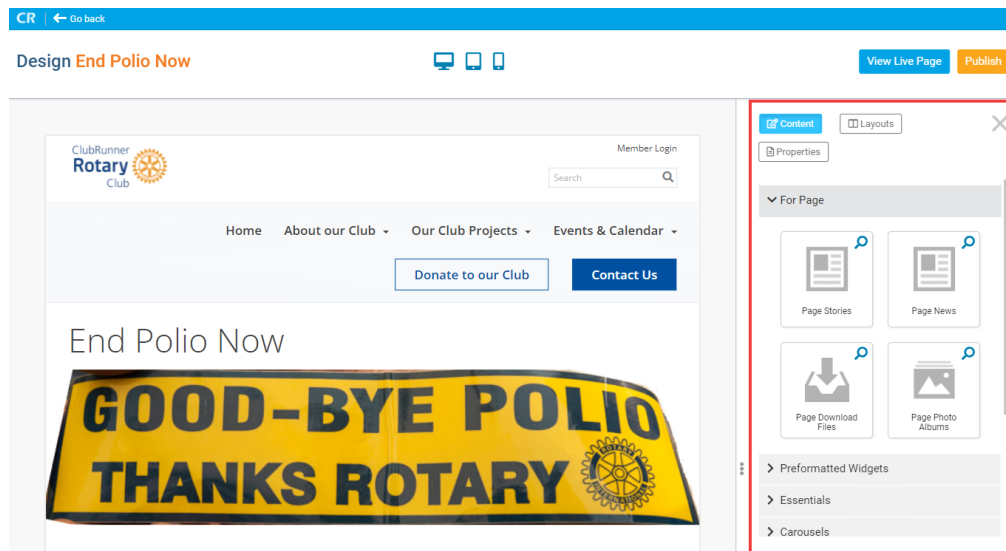 CR Go back
Design End Polio Now
View Live Page Publish
ClubRunner
Rotary
Club
Member Login
Search
Home About our Club Our Club Projects Events & Calendar
Donate to our Club Contact Us
End Polio Now
GOOD-BYE POLIO
THANKS ROTARY
ROTARY
INTERNATIONAL
Content Layouts
Properties
For Page
Page Stories
Page News
Page Download
Files
Page Photo
Albums
Preformatted Widgets
Essentials
Carousels